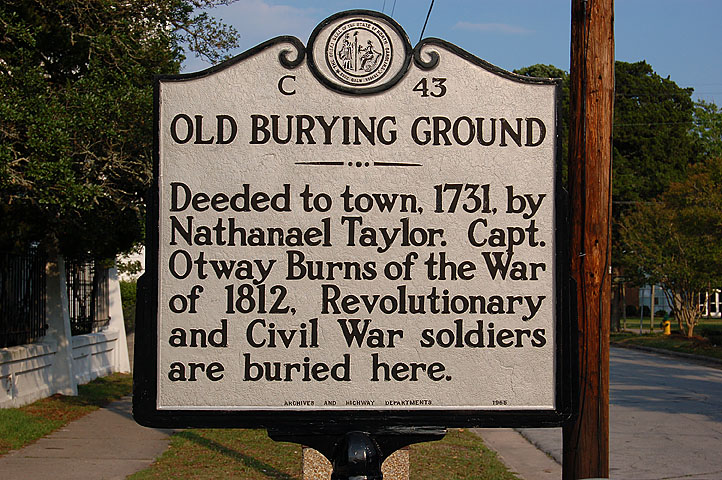 C 43
OLD BURYING GROUND
Deeded to town, 1731, by
Nathanael Taylor. Capt.
Otway Burns of the War
of 1812, Revolutionary
and Civil War soldiers
are buried here.
ARCHIVES AND HIGHWAY DEPARTMENTS 1968